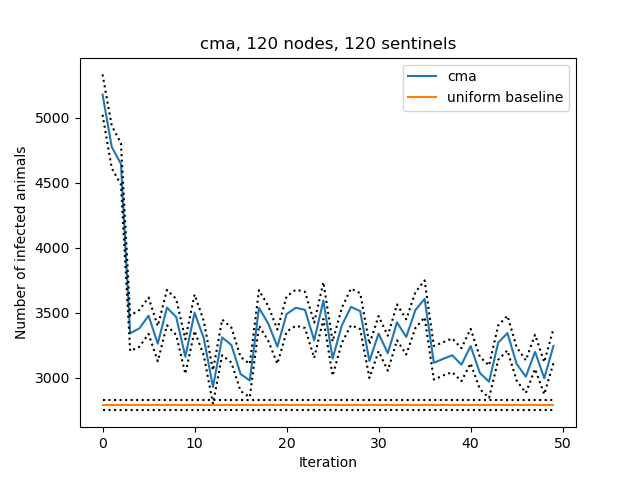 cma, 120 nodes, 120 sentinels
cma
uniform baseline
Number of infected animals
5000
4500
4000
3500
3000
0 10 20 30 40 50
Iteration